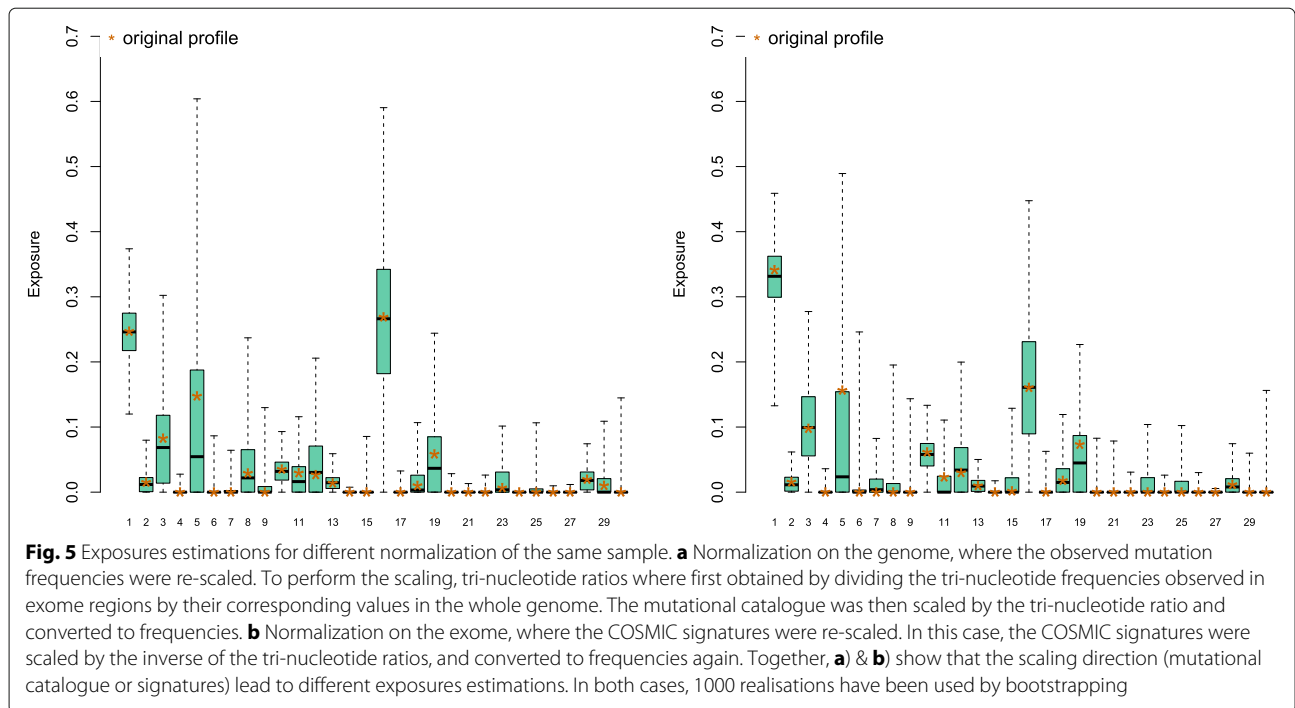 * original profile
0.7
0.6
0.5
0.4
0.3
0.2
0.1
0.0
Exposure
1 2 3 4 5 6 7 8 9 11 13 15 17 19 21 23 25 27 29
* original profile
0.7
0.6
0.5
0.4
0.3
0.2
0.1
0.0
Exposure
1 2 3 4 5 6 7 8 9 11 13 15 17 19 21 23 25 27 29
Fig. 5 Exposures estimations for different normalization of the same sample. a Normalization on the genome, where the observed mutation
frequencies were re-scaled. To perform the scaling, tri-nucleotide ratios where first obtained by dividing the tri-nucleotide frequencies observed in
exome regions by their corresponding values in the whole genome. The mutational catalogue was then scaled by the tri-nucleotide ratio and
converted to frequencies. b Normalization on the exome, where the COSMIC signatures were re-scaled. In this case, the COSMIC signatures were
scaled by the inverse of the tri-nucleotide ratios, and converted to frequencies again. Together, a) & b) show that the scaling direction (mutational
catalogue or signatures) lead to different exposures estimations. In both cases, 1000 realisations have been used by bootstrapping